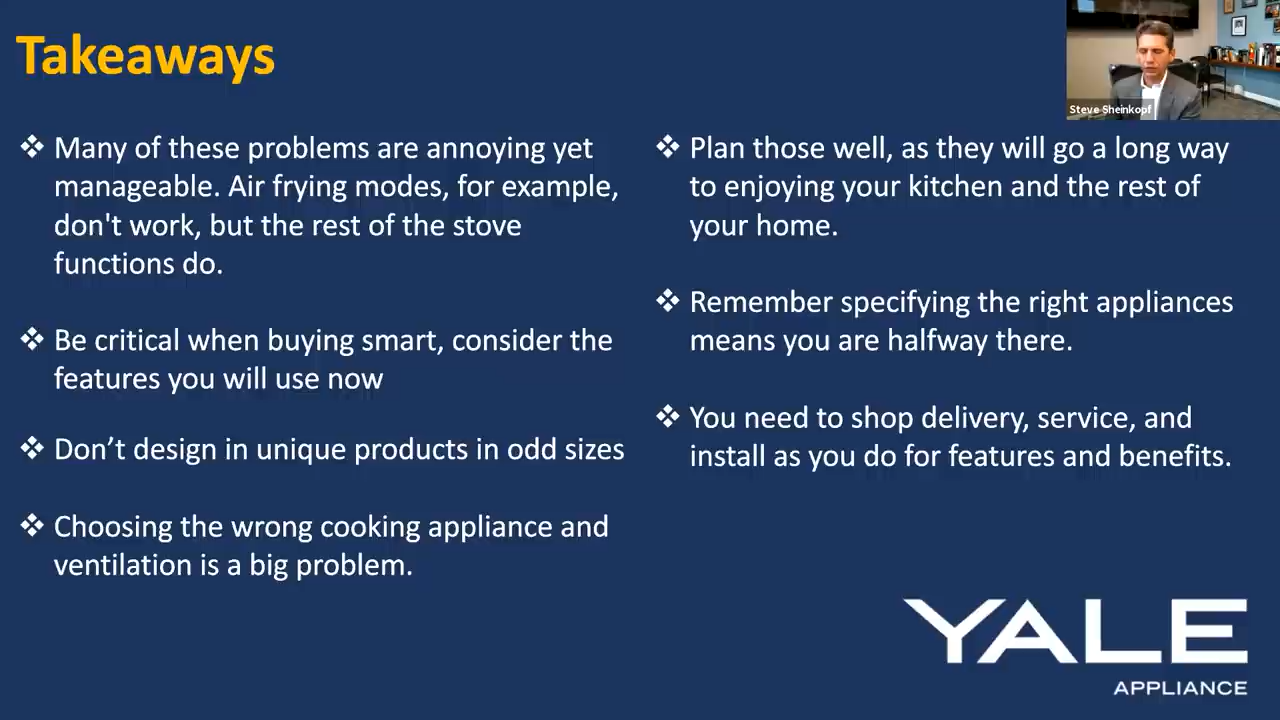 Takeaways
Steve Sheinkopf
❖ Many of these problems are annoying yet
manageable. Air frying modes, for example,
don't work, but the rest of the stove
functions do.
❖ Be critical when buying smart, consider the
features you will use now
❖ Don’t design in unique products in odd sizes
❖ Choosing the wrong cooking appliance and
ventilation is a big problem.
❖ Plan those well, as they will go a long way
to enjoying your kitchen and the rest of
your home.
❖ Remember specifying the right appliances
means you are halfway there.
❖ You need to shop delivery, service, and
install as you do for features and benefits.
YALE
APPLIANCE